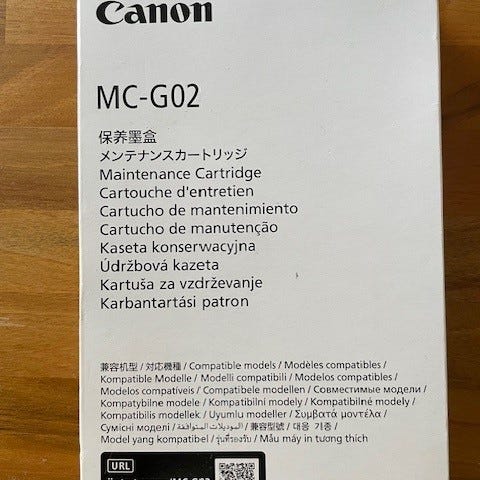 Canon
MC-G02
保养墨盒
メンテナンスカートリッジ
Maintenance Cartridge
Cartouche d'entretien
Cartucho de mantenimiento
Cartucho de manutenção
Kaseta konserwacyjna
Údržbová kazeta
Kartuša za vzdrževanje
Karbantartási patron
兼容机型 / 対応機種 / Compatible models / Modèles compatibles /
Kompatible Modelle / Modelli compatibili / Modelos compatibles /
Modelos compatíveis / Compatibele modellen / Совместимые модели /
Kompatybilne modele / Kompatibilní modely / Kompatibilné modely /
Kompatibilis modellek / Uyumlu modeller / Συμβατά μοντέλα /
Сумісні моделі / الموديلات المتوافقة / 兼容型號 / 대응 기종 /
Model yang kompatibel / รุ่นที่รองรับ / Mẫu máy in tương thích
URL